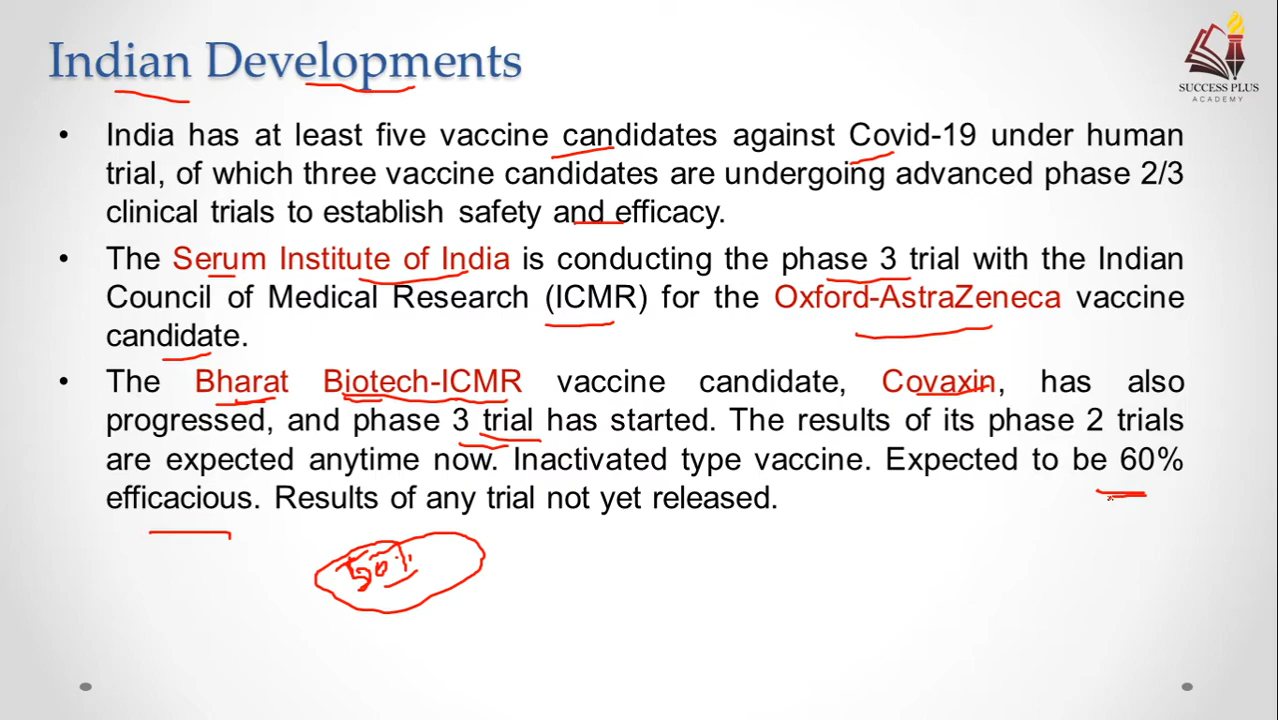 Indian Developments
SUCCESS PLUS
ACADEMY
• India has at least five vaccine candidates against Covid-19 under human
trial, of which three vaccine candidates are undergoing advanced phase 2/3
clinical trials to establish safety and efficacy.
• The Serum Institute of India is conducting the phase 3 trial with the Indian
Council of Medical Research (ICMR) for the Oxford-AstraZeneca vaccine
candidate.
• The Bharat Biotech-ICMR vaccine candidate, Covaxin, has also
progressed, and phase 3 trial has started. The results of its phase 2 trials
are expected anytime now. Inactivated type vaccine. Expected to be 60%
efficacious. Results of any trial not yet released.
50%